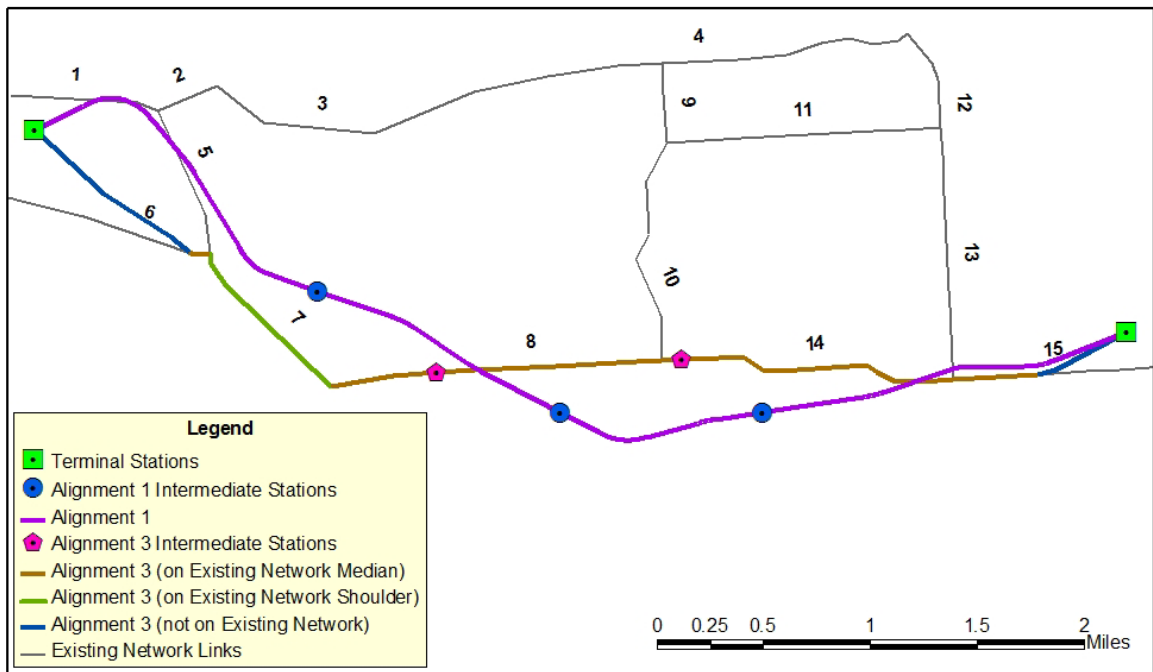 4
1
2
3
9
11
12
5
6
10
13
7
8
14
15
Legend
Terminal Stations
Alignment 1 Intermediate Stations
Alignment 1
Alignment 3 Intermediate Stations
Alignment 3 (on Existing Network Median)
Alignment 3 (on Existing Network Shoulder)
Alignment 3 (not on Existing Network)
Existing Network Links
0 0.25 0.5 1 1.5 2
Miles